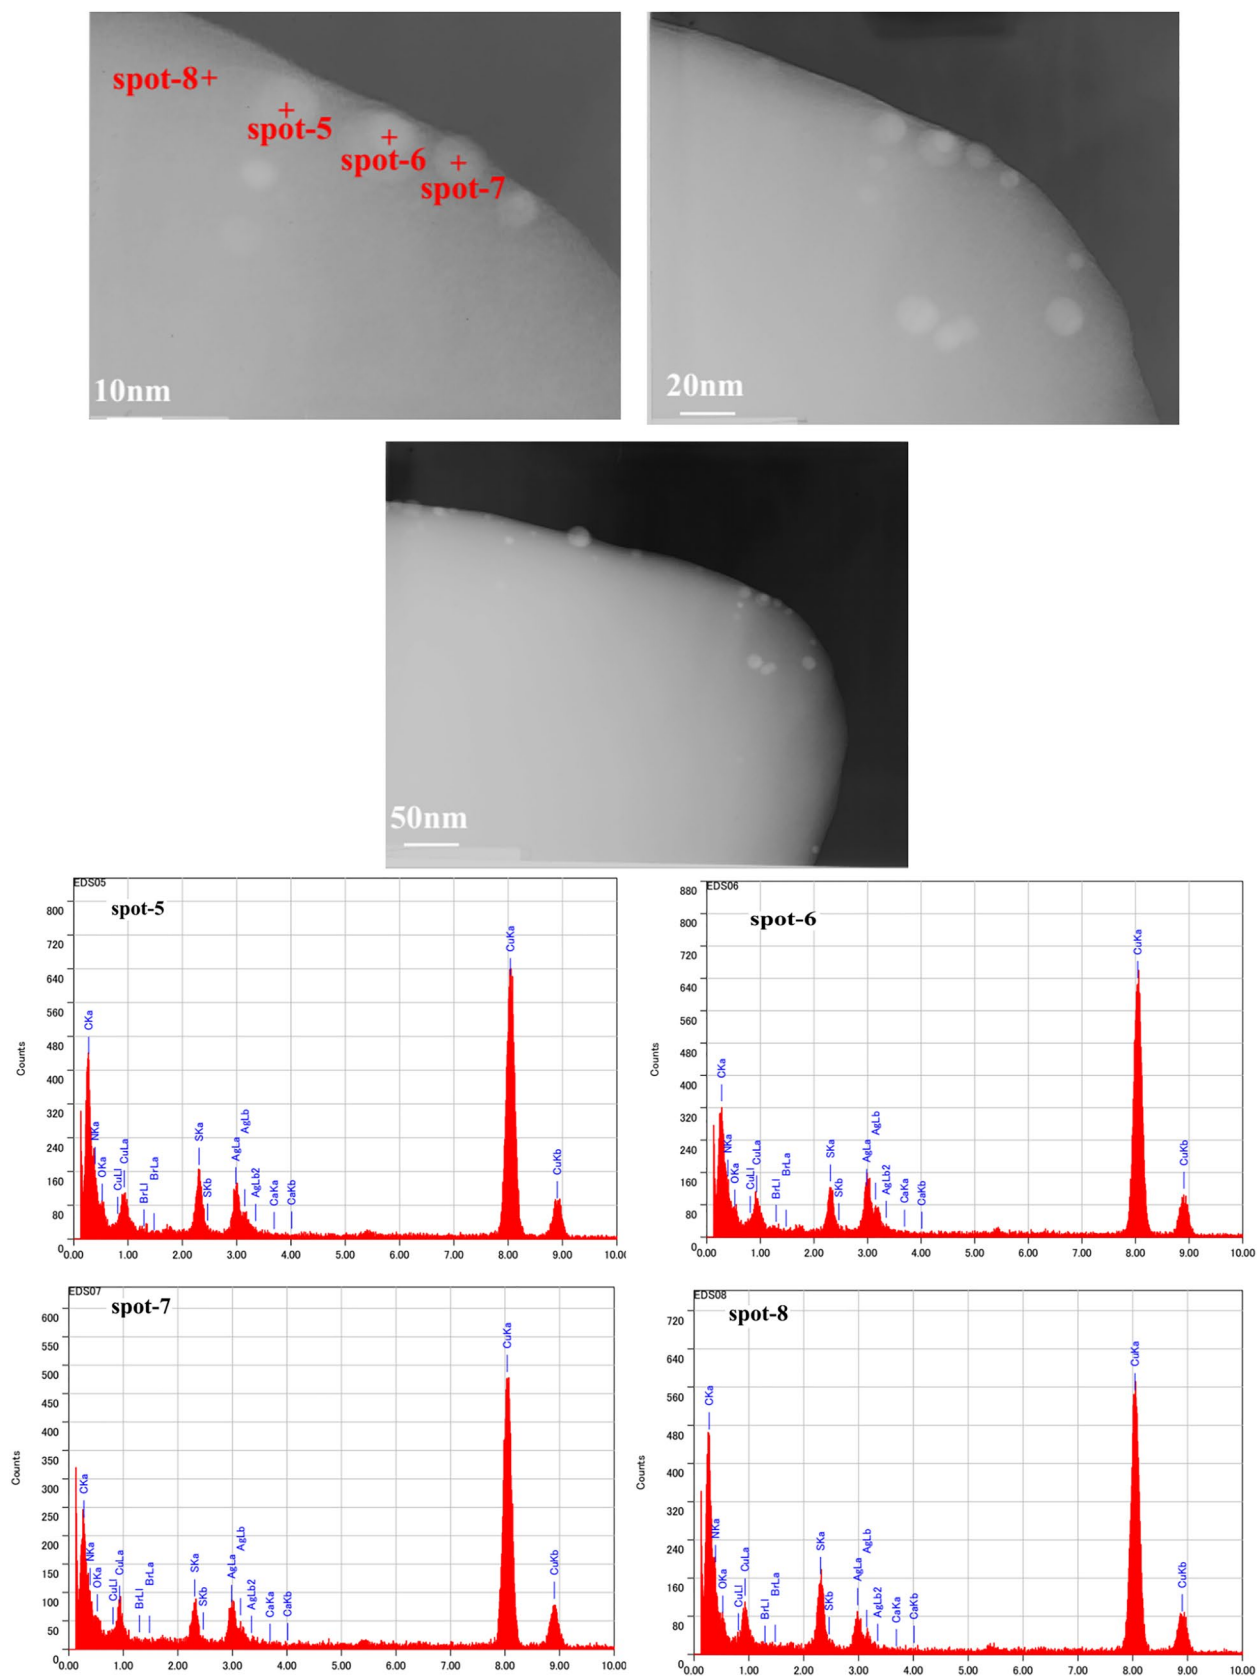 spot-8+
+
spot-5
+
spot-6
+
spot-7
10nm
20nm
50nm
EDS05
spot-5
Counts
800
720
640
560
480
400
320
240
160
80
0
CKa
NKa
OKa
CuLl
CuLa
BrLl
BrLa
SKa
SKb
AgLa
AgLb
AgLb2
CaKa
CaKb
CuKa
CuKb
0.00 1.00 2.00 3.00 4.00 5.00 6.00 7.00 8.00 9.00 10.00
EDS06
spot-6
Counts
880
800
720
640
560
480
400
320
240
160
80
0
CKa
NKa
OKa
CuLl
CuLa
BrLl
BrLa
SKa
SKb
AgLa
AgLb
AgLb2
CaKa
CaKb
CuKa
CuKb
0.00 1.00 2.00 3.00 4.00 5.00 6.00 7.00 8.00 9.00 10.00
EDS07
spot-7
Counts
600
550
500
450
400
350
300
250
200
150
100
50
0
CKa
NKa
OKa
CuLl
CuLa
BrLl
BrLa
SKa
SKb
AgLa
AgLb
AgLb2
CaKa
CaKb
CuKa
CuKb
0.00 1.00 2.00 3.00 4.00 5.00 6.00 7.00 8.00 9.00 10.00
EDS08
spot-8
Counts
720
640
560
480
400
320
240
160
80
0
CKa
NKa
OKa
CuLl
CuLa
BrLl
BrLa
SKa
SKb
AgLa
AgLb
AgLb2
CaKa
CaKb
CuKa
CuKb
0.00 1.00 2.00 3.00 4.00 5.00 6.00 7.00 8.00 9.00 10.00